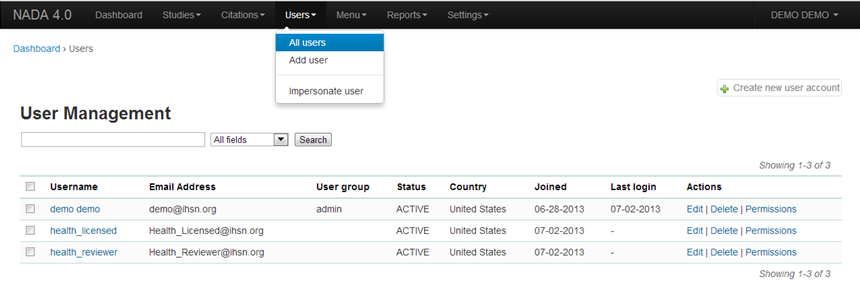 NADA 4.0 Dashboard Studies Citations Users Menu Reports Settings DEMO DEMO
All users
Add user
Impersonate user
Dashboard › Users
Create new user account
User Management
All fields Search
Showing 1-3 of 3
Username Email Address User group Status Country Joined Last login Actions
demo demo demo@ihsn.org admin ACTIVE United States 06-28-2013 07-02-2013 Edit | Delete | Permissions
health_licensed Health_Licensed@ihsn.org ACTIVE United States 07-02-2013 - Edit | Delete | Permissions
health_reviewer Health_Reviewer@ihsn.org ACTIVE United States 07-02-2013 - Edit | Delete | Permissions
Showing 1-3 of 3